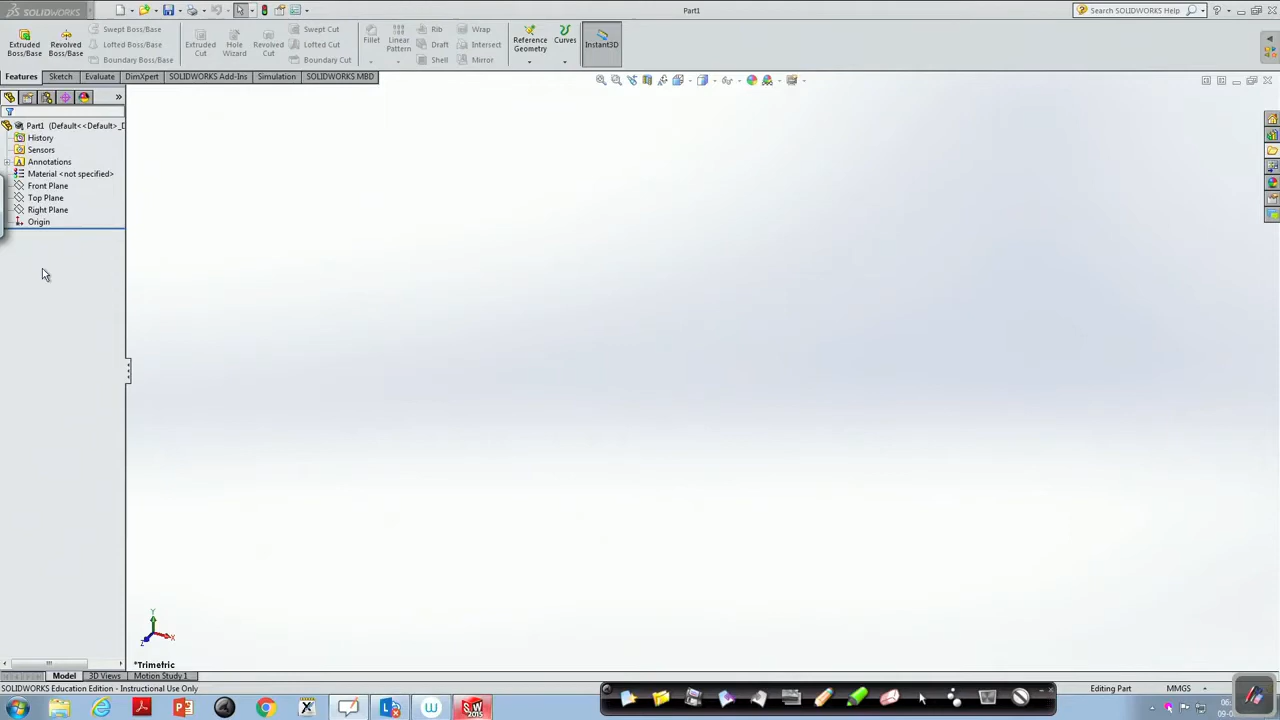 SOLIDWORKS
Part1
Search SOLIDWORKS Help
Extruded Boss/Base
Revolved Boss/Base
Swept Boss/Base
Lofted Boss/Base
Boundary Boss/Base
Extruded Cut
Hole Wizard
Revolved Cut
Swept Cut
Lofted Cut
Boundary Cut
Fillet
Linear Pattern
Rib
Draft
Shell
Wrap
Intersect
Mirror
Reference Geometry
Curves
Instant3D
Features
Sketch
Evaluate
DimXpert
SOLIDWORKS Add-Ins
Simulation
SOLIDWORKS MBD
Part1 (Default<<Default>_D
History
Sensors
Annotations
Material <not specified>
Front Plane
Top Plane
Right Plane
Origin
Y
X
Z
*Trimetric
Model
3D Views
Motion Study 1
SOLIDWORKS Education Edition - Instructional Use Only
Editing Part
MMGS